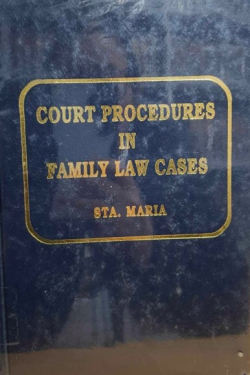 COURT PROCEDURES
IN
FAMILY LAW CASES
STA. MARIA